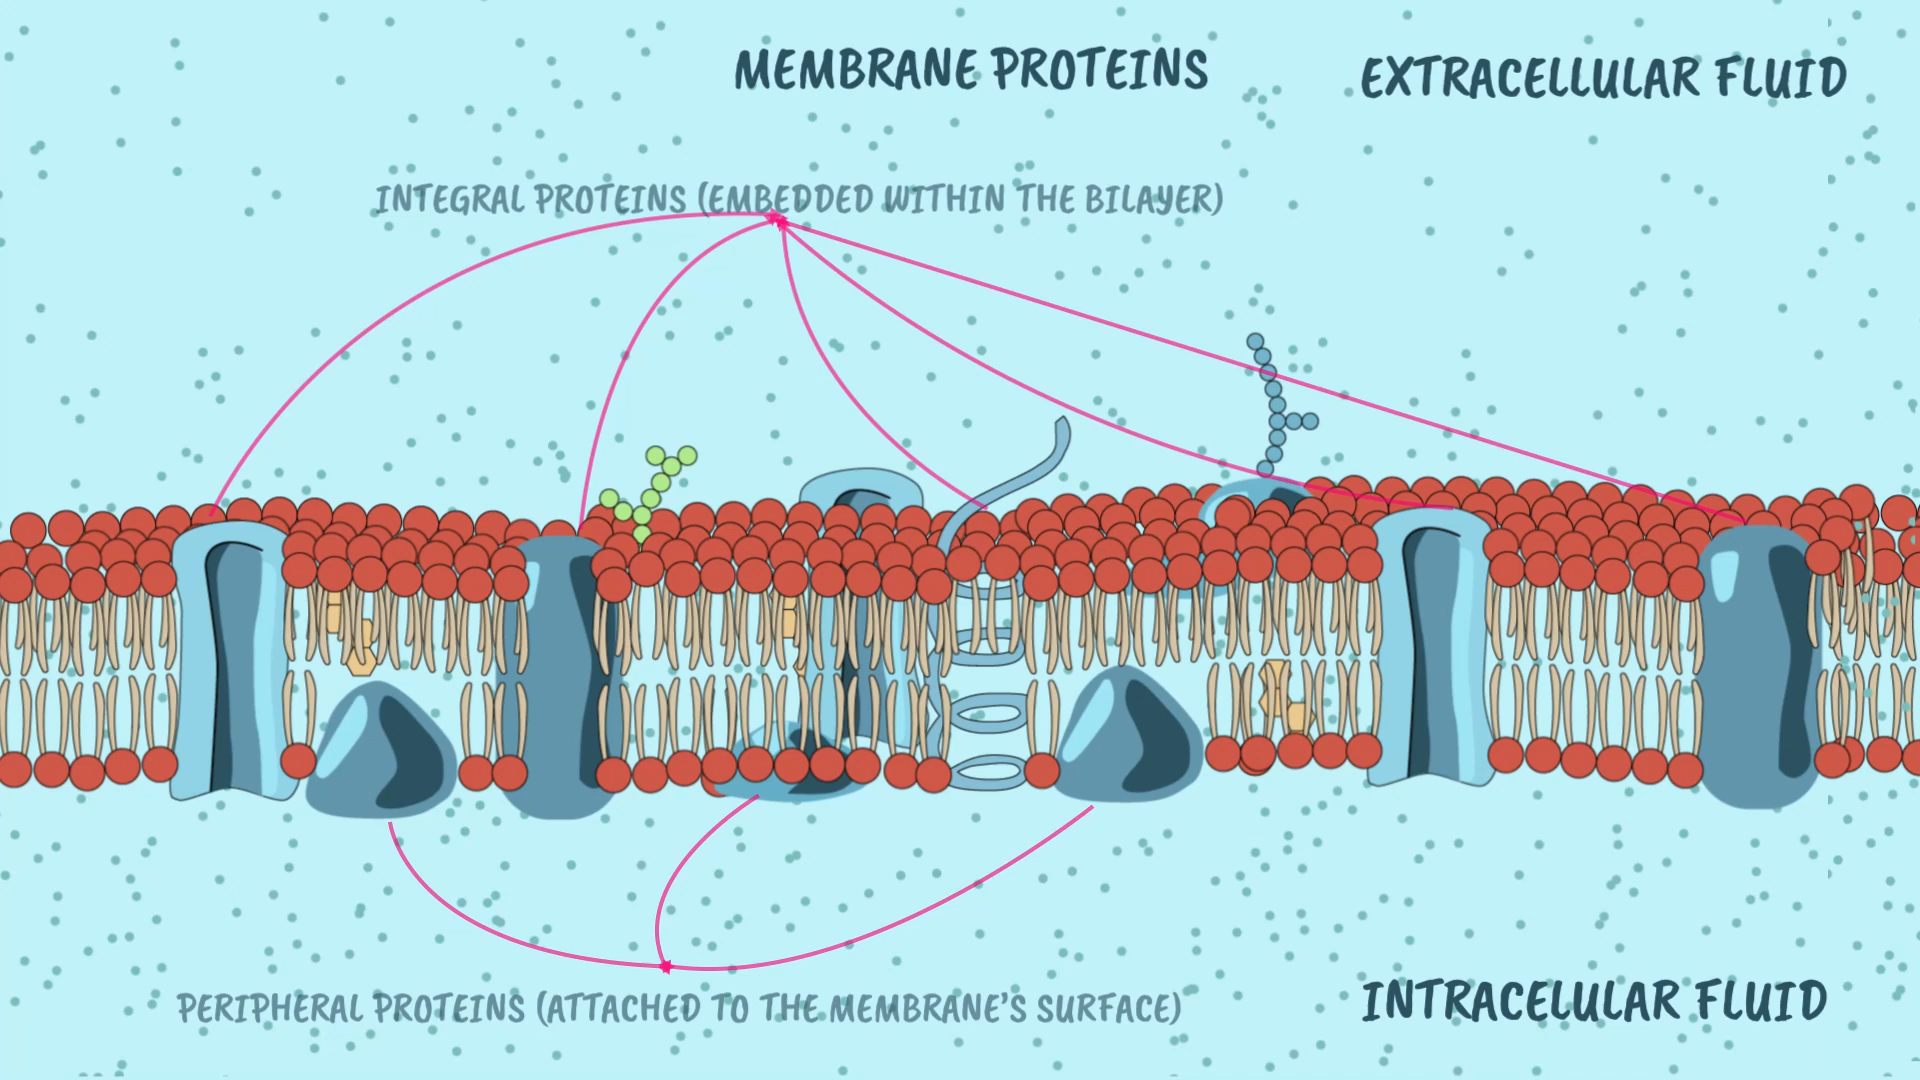 MEMBRANE PROTEINS
EXTRACELLULAR FLUID
INTEGRAL PROTEINS (EMBEDDED WITHIN THE BILAYER)
PERIPHERAL PROTEINS (ATTACHED TO THE MEMBRANE'S SURFACE)
INTRACELULAR FLUID